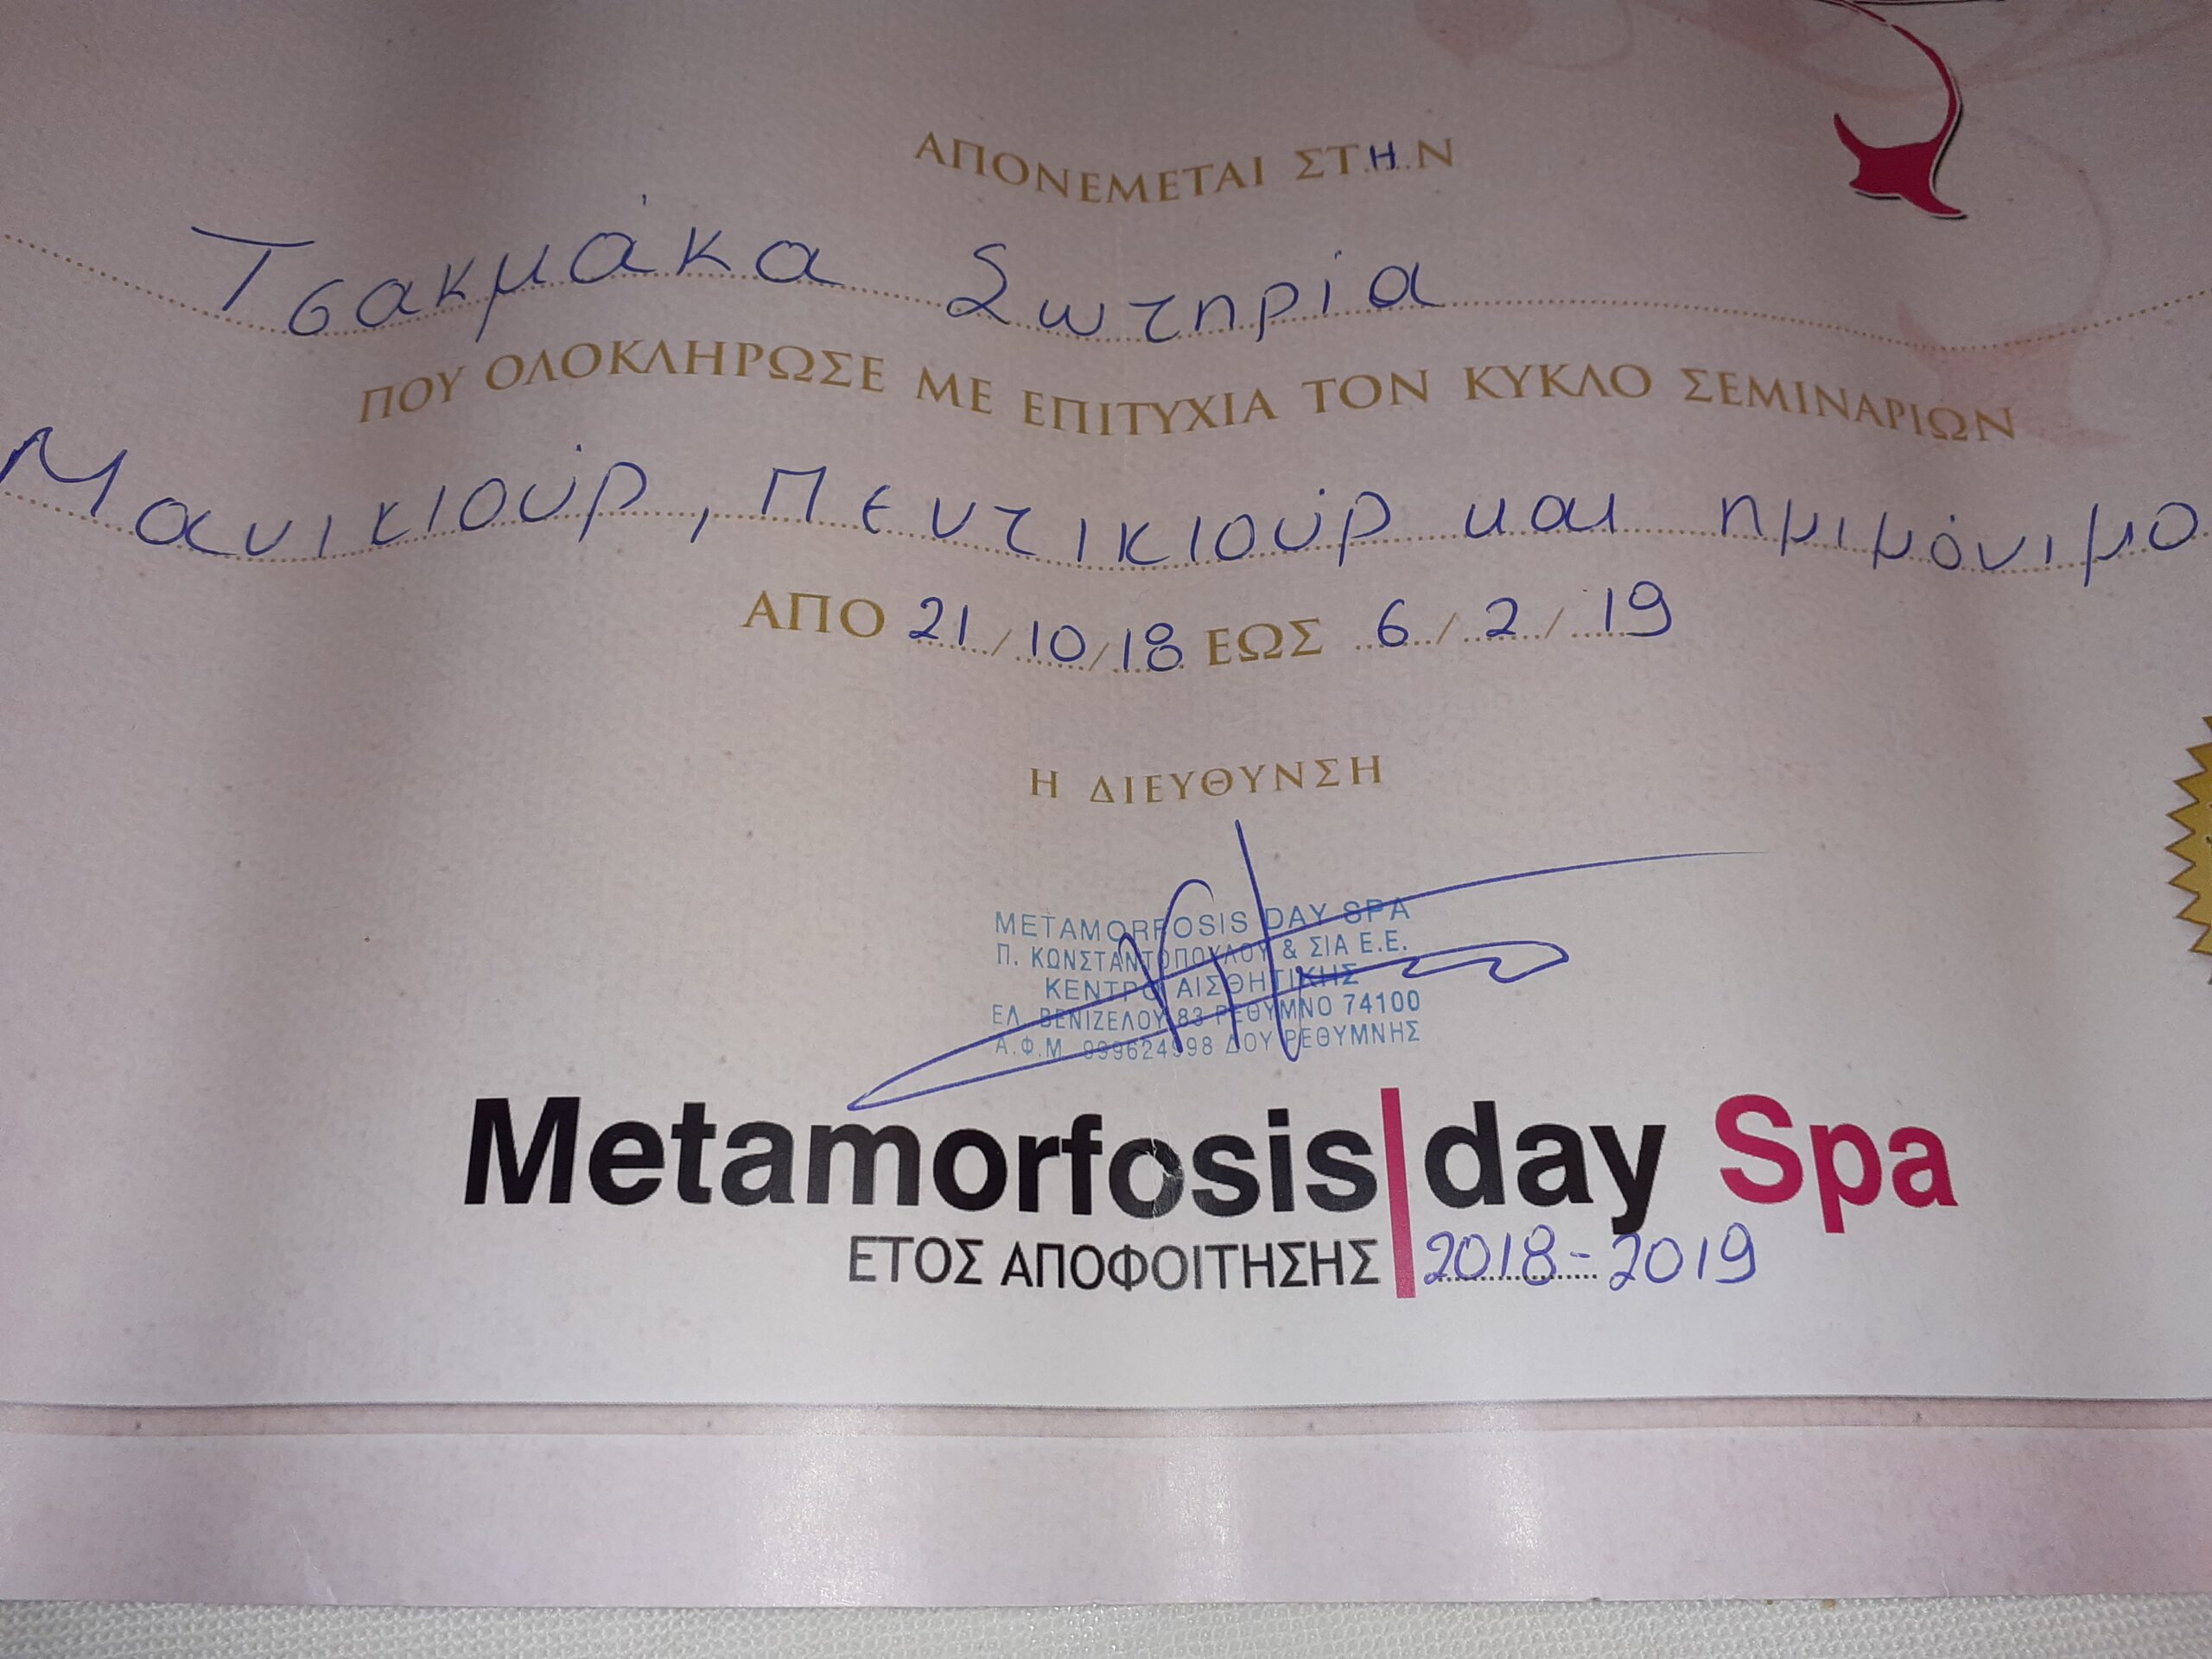 ΑΠΟΝΕΜΕΤΑΙ ΣΤΗΝ
Τσακμάκα Σωτηρία
ΠΟΥ ΟΛΟΚΛΗΡΩΣΕ ΜΕ ΕΠΙΤΥΧΙΑ ΤΟΝ ΚΥΚΛΟ ΣΕΜΙΝΑΡΙΩΝ
Μανικιούρ, Πεντικιούρ και ημιμόνιμο
ΑΠΟ 21/10/18 ΕΩΣ 6/2/19
Η ΔΙΕΥΘΥΝΣΗ
METAMORFOSIS DAY SPA
Π. ΚΩΝΣΤΑΝΤΟΠΟΥΛΟΥ & ΣΙΑ Ε.Ε.
ΚΕΝΤΡΟ ΑΙΣΘΗΤΙΚΗΣ
ΕΛ. ΒΕΝΙΖΕΛΟΥ 83 ΡΕΘΥΜΝΟ 74100
Α.Φ.Μ. 999624998 ΔΟΥ ΡΕΘΥΜΝΗΣ
Metamorfosis|day Spa
ΕΤΟΣ ΑΠΟΦΟΙΤΗΣΗΣ 2018-2019